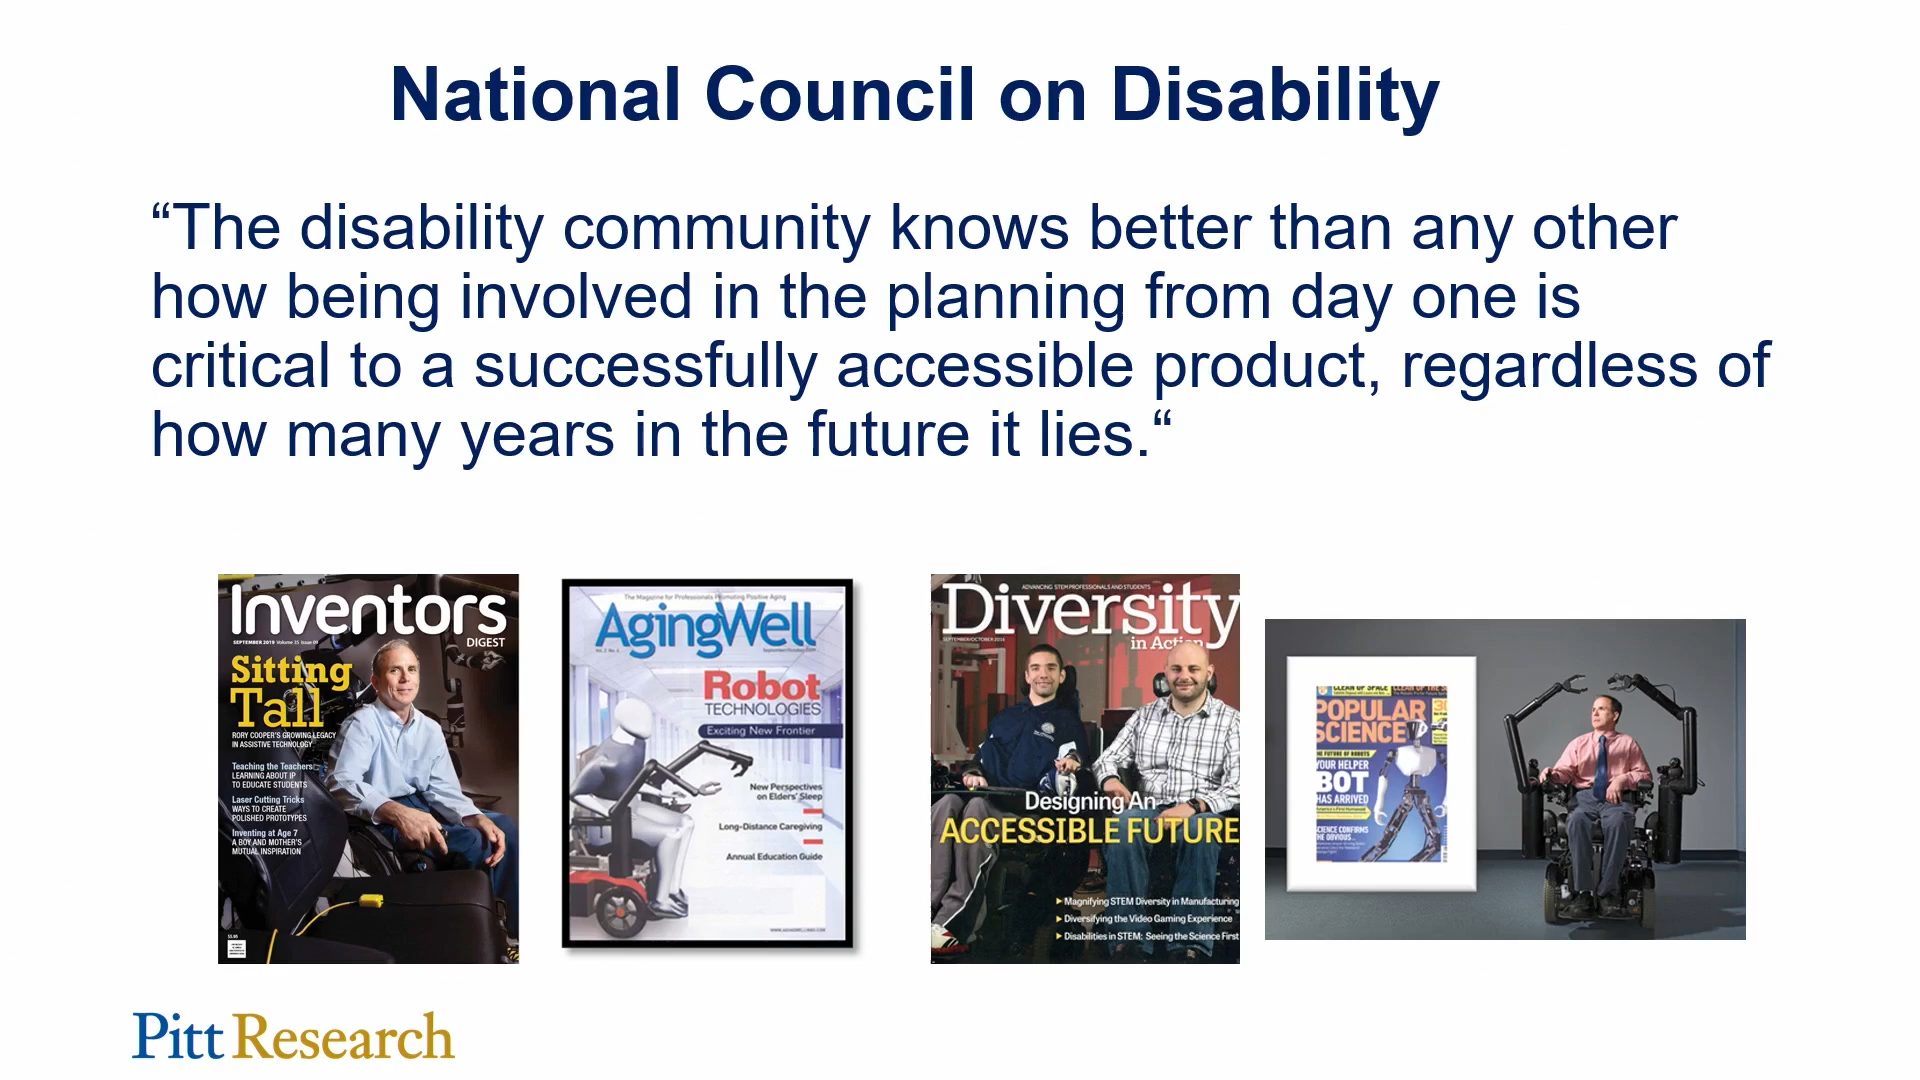 National Council on Disability
“The disability community knows better than any other
how being involved in the planning from day one is
critical to a successfully accessible product, regardless of
how many years in the future it lies.“
Inventors
DIGEST
SEPTEMBER 2019 Volume 35 Issue 09
Sitting
Tall
RORY COOPER'S GROWING LEGACY
IN ASSISTIVE TECHNOLOGY
Teaching the Teachers
LEARNING ABOUT IP
TO EDUCATE STUDENTS
Laser Cutting Tricks
WAYS TO CREATE
POLISHED PROTOTYPES
Inventing at Age 7
A BOY AND MOTHER'S
MUTUAL INSPIRATION
The Magazine for Professionals Promoting Positive Aging
AgingWell
Robot
TECHNOLOGIES
Exciting New Frontier
New Perspectives
on Elders' Sleep
Long-Distance Caregiving
Annual Education Guide
ADVANCING STEM PROFESSIONALS AND STUDENTS
Diversity
in Action
Designing An
ACCESSIBLE FUTURE
Magnifying STEM Diversity in Manufacturing
Diversifying the Video Gaming Experience
Disabilities in STEM: Seeing the Science First
CLEAN UP SPACE
POPULAR
SCIENCE
THE FUTURE OF ROBOTS
YOUR HELPER
BOT
HAS ARRIVED
SCIENCE CONFIRMS
THE OBVIOUS
Pitt Research